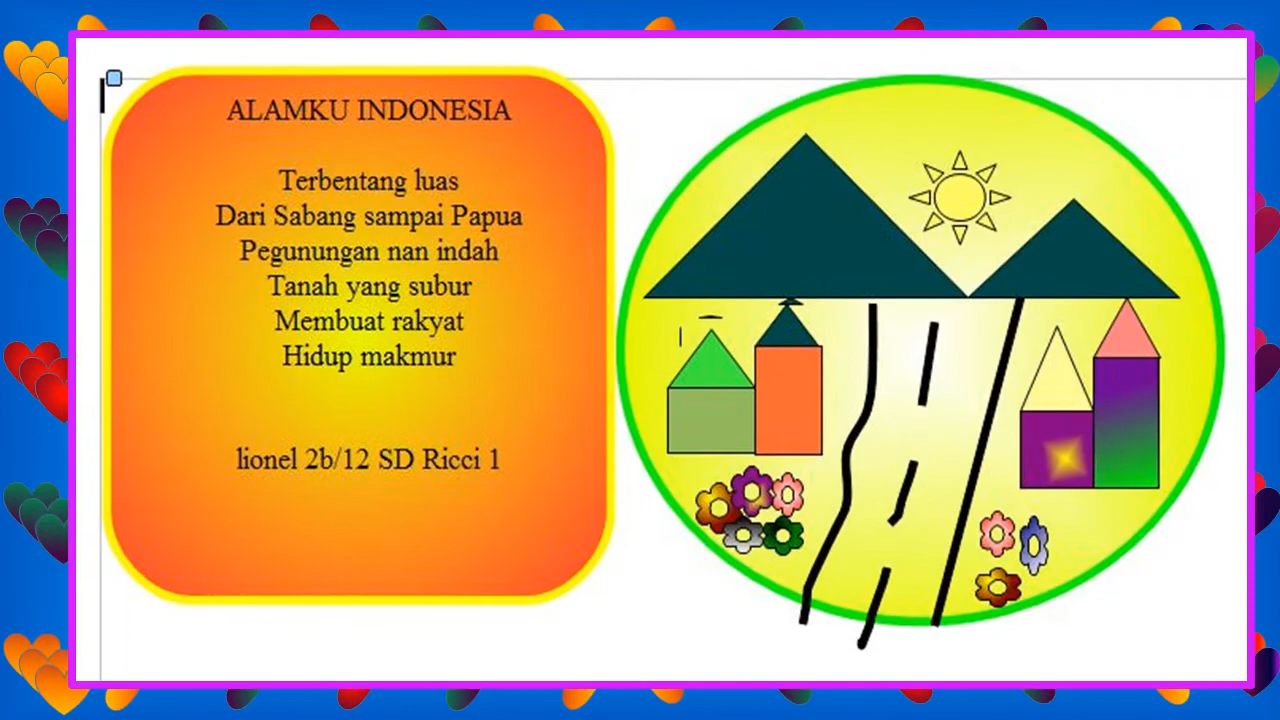 ALAMKU INDONESIA
Terbentang luas
Dari Sabang sampai Papua
Pegunungan nan indah
Tanah yang subur
Membuat rakyat
Hidup makmur
lionel 2b/12 SD Ricci 1